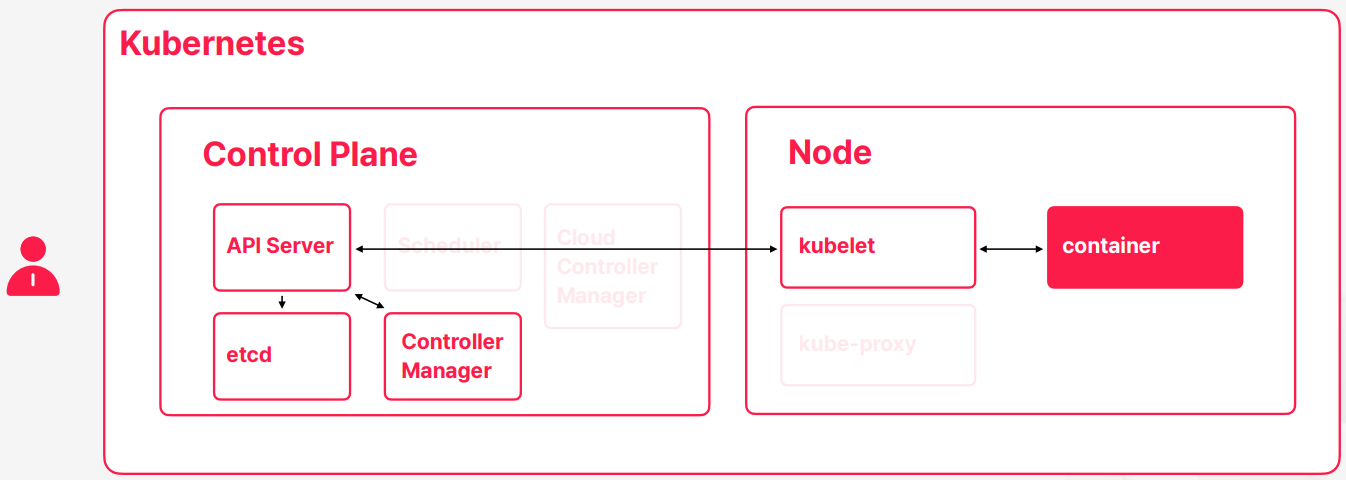 Kubernetes
Control Plane
API Server
Scheduler
Cloud
Controller
Manager
etcd
Controller
Manager
Node
kubelet
container
kube-proxy